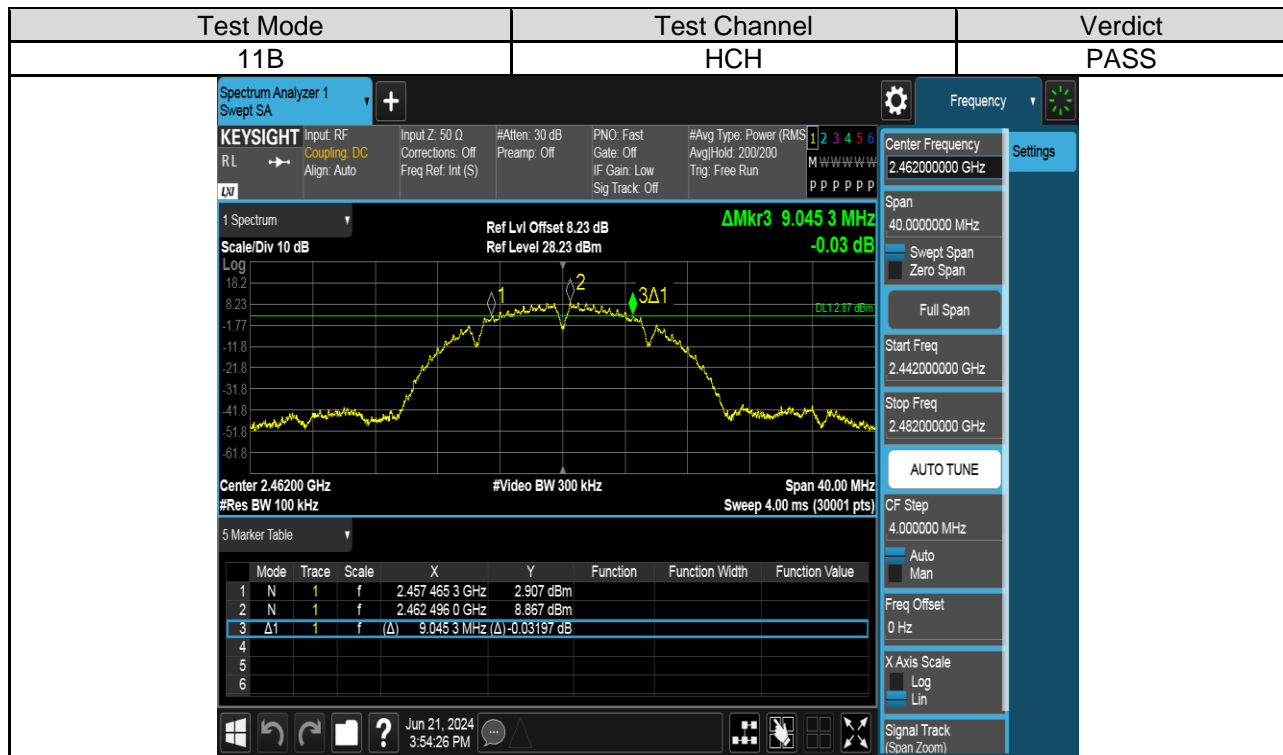 Test Mode Test Channel Verdict
11B HCH PASS
Spectrum Analyzer 1
Swept SA
+
Frequency
KEYSIGHT
RL
LXI
Input: RF
Coupling: DC
Align: Auto
Input Z: 50 Ω
Corrections: Off
Freq Ref: Int (S)
#Atten: 30 dB
Preamp: Off
PNO: Fast
Gate: Off
IF Gain: Low
Sig Track: Off
#Avg Type: Power (RMS
Avg|Hold: 200/200
Trig: Free Run
1 2 3 4 5 6
M W W W W W
P P P P P P
1 Spectrum
Scale/Div 10 dB
Ref Lvl Offset 8.23 dB
Ref Level 28.23 dBm
ΔMkr3 9.045 3 MHz
-0.03 dB
Log
18.2
8.23
-1.77
-11.8
-21.8
-31.8
-41.8
-51.8
-61.8
1
2
3Δ1
DL1 2.87 dBm
Center 2.46200 GHz #Video BW 300 kHz Span 40.00 MHz
#Res BW 100 kHz Sweep 4.00 ms (30001 pts)
5 Marker Table
Mode Trace Scale X Y Function Function Width Function Value
1 N 1 f 2.457 465 3 GHz 2.907 dBm
2 N 1 f 2.462 496 0 GHz 8.867 dBm
3 Δ1 1 f (Δ) 9.045 3 MHz (Δ) -0.03197 dB
4
5
6
?
Jun 21, 2024
3:54:26 PM
Center Frequency
2.462000000 GHz
Settings
Span
40.0000000 MHz
Swept Span
Zero Span
Full Span
Start Freq
2.442000000 GHz
Stop Freq
2.482000000 GHz
AUTO TUNE
CF Step
4.000000 MHz
Auto
Man
Freq Offset
0 Hz
X Axis Scale
Log
Lin
Signal Track
(Span Zoom)